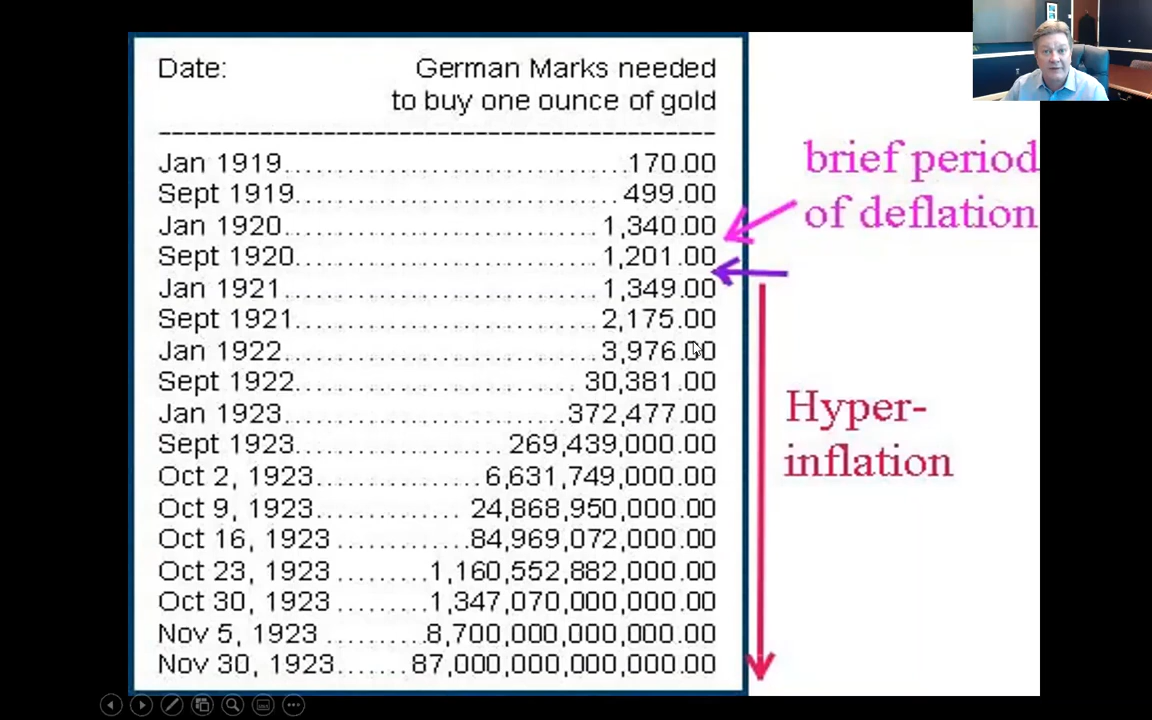 Date: German Marks needed
to buy one ounce of gold
---------------------------------------------
Jan 1919..................................170.00
Sept 1919................................499.00
Jan 1920...............................1,340.00
Sept 1920..............................1,201.00
Jan 1921...............................1,349.00
Sept 1921..............................2,175.00
Jan 1922...............................3,976.00
Sept 1922............................30,381.00
Jan 1923............................372,477.00
Sept 1923.....................269,439,000.00
Oct 2, 1923.................6,631,749,000.00
Oct 9, 1923.............. 24,868,950,000.00
Oct 16, 1923 .............84,969,072,000.00
Oct 23, 1923 .........1,160,552,882,000.00
Oct 30, 1923 .........1,347,070,000,000.00
Nov 5, 1923 ..........8,700,000,000,000.00
Nov 30, 1923....... 87,000,000,000,000.00
brief period
of deflation
Hyper-
inflation